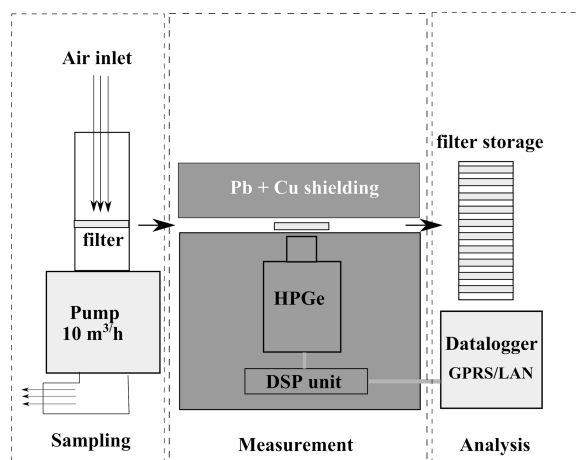 Air inlet
filter
Pump
10 m³/h
Sampling
Pb + Cu shielding
HPGe
DSP unit
Measurement
filter storage
Datalogger
GPRS/LAN
Analysis